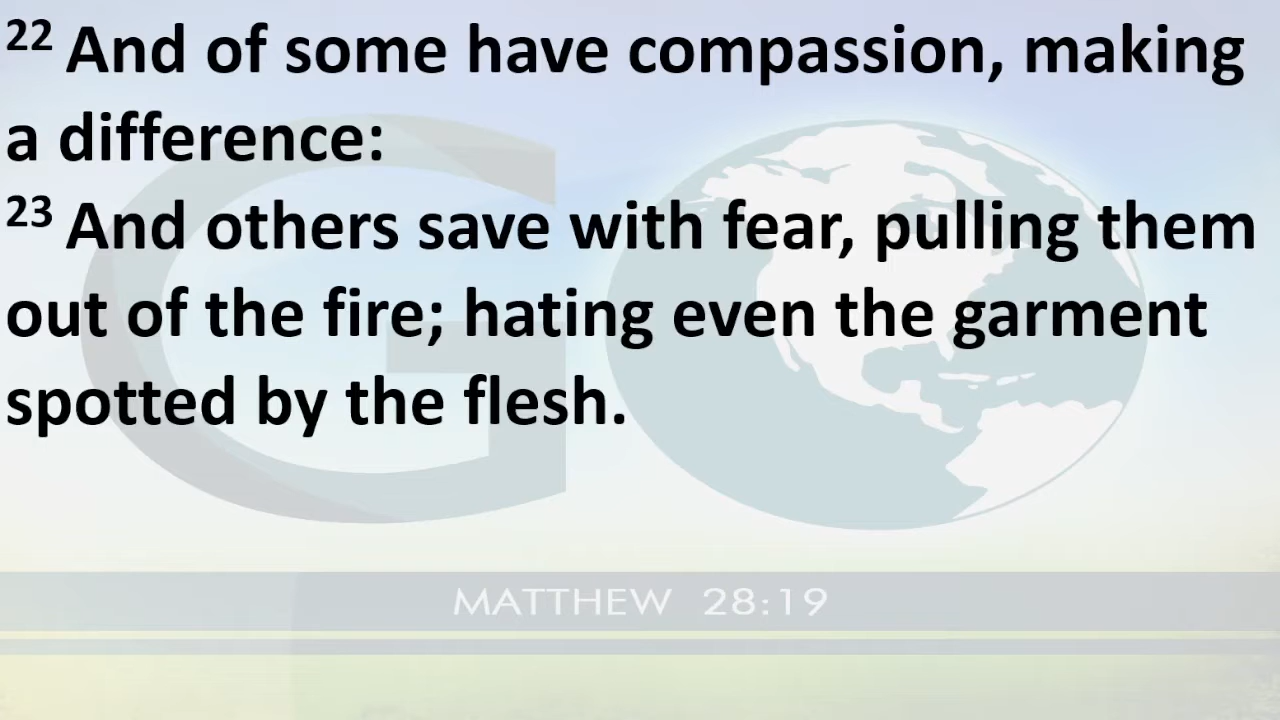 22 And of some have compassion, making
a difference:
23 And others save with fear, pulling them
out of the fire; hating even the garment
spotted by the flesh.
GO
MATTHEW 28:19